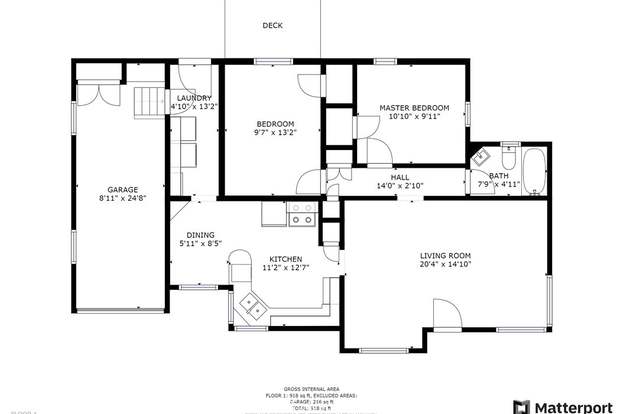 DECK
LAUNDRY
4'10" x 13'2"
BEDROOM
9'7" x 13'2"
MASTER BEDROOM
10'10" x 9'11"
GARAGE
8'11" x 24'8"
HALL
14'0" x 2'10"
BATH
7'9" x 4'11"
DINING
5'11" x 8'5"
KITCHEN
11'2" x 12'7"
LIVING ROOM
20'4" x 14'10"
GROSS INTERNAL AREA
FLOOR 1: 918 sq ft, EXCLUDED AREAS:
GARAGE: 216 sq ft
TOTAL: 918 sq ft
Matterport